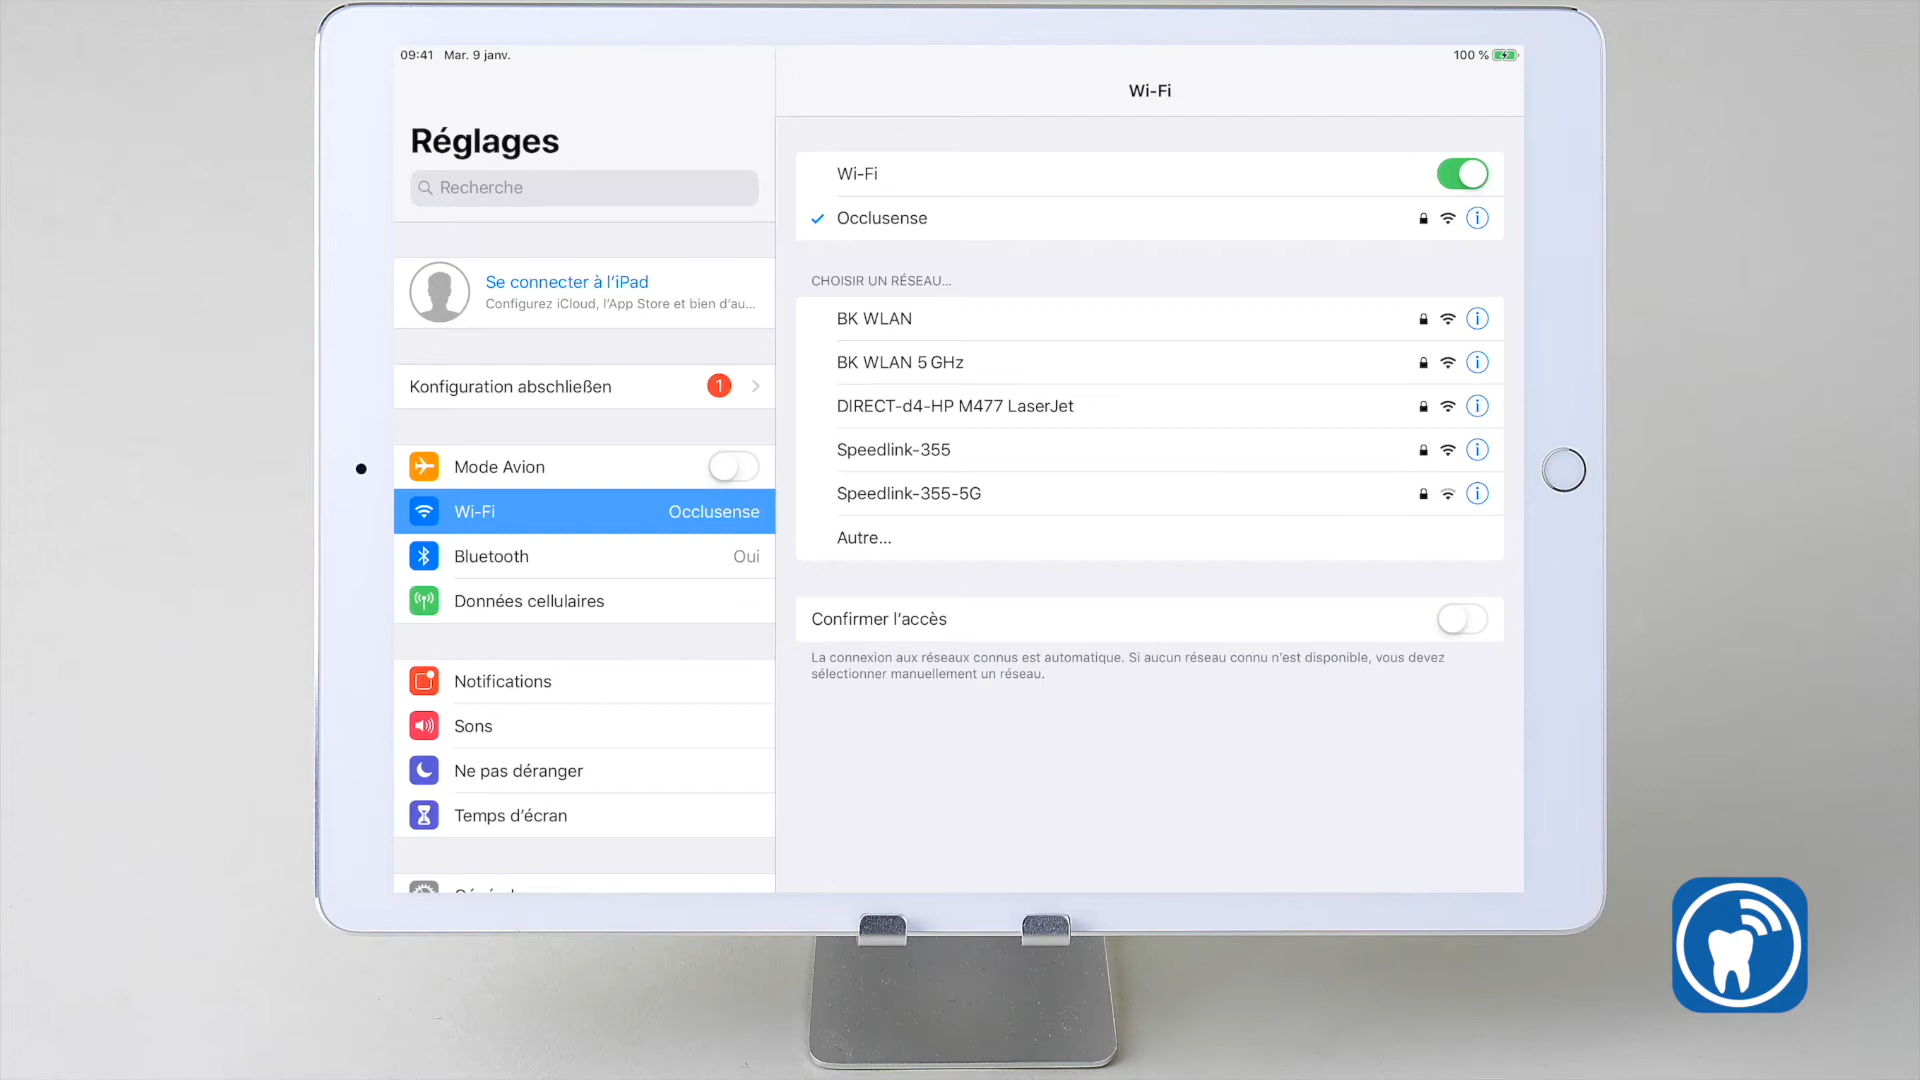 09:41 Mar. 9 janv.
100 %
Réglages
Recherche
Se connecter à l'iPad
Configurez iCloud, l'App Store et bien d'au...
Konfiguration abschließen
1
Mode Avion
Wi-Fi Occlusense
Bluetooth Oui
Données cellulaires
Notifications
Sons
Ne pas déranger
Temps d'écran
Wi-Fi
Wi-Fi
Occlusense
CHOISIR UN RÉSEAU...
BK WLAN
BK WLAN 5 GHz
DIRECT-d4-HP M477 LaserJet
Speedlink-355
Speedlink-355-5G
Autre...
Confirmer l'accès
La connexion aux réseaux connus est automatique. Si aucun réseau connu n'est disponible, vous devez
sélectionner manuellement un réseau.